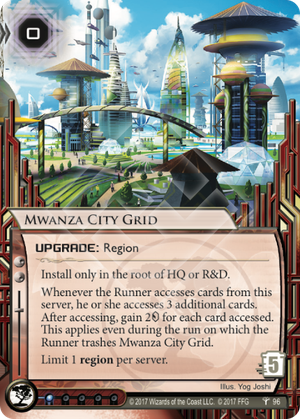 0
MWANZA CITY GRID
UPGRADE: Region
Install only in the root of HQ or R&D.
Whenever the Runner accesses cards from this
server, he or she accesses 3 additional cards.
After accessing, gain 2 for each card accessed.
This applies even during the run on which the
Runner trashes Mwanza City Grid.
Limit 1 region per server.
5
Illus. Yog Joshi
© 2017 Wizards of the Coast LLC. © 2017 FFG
96